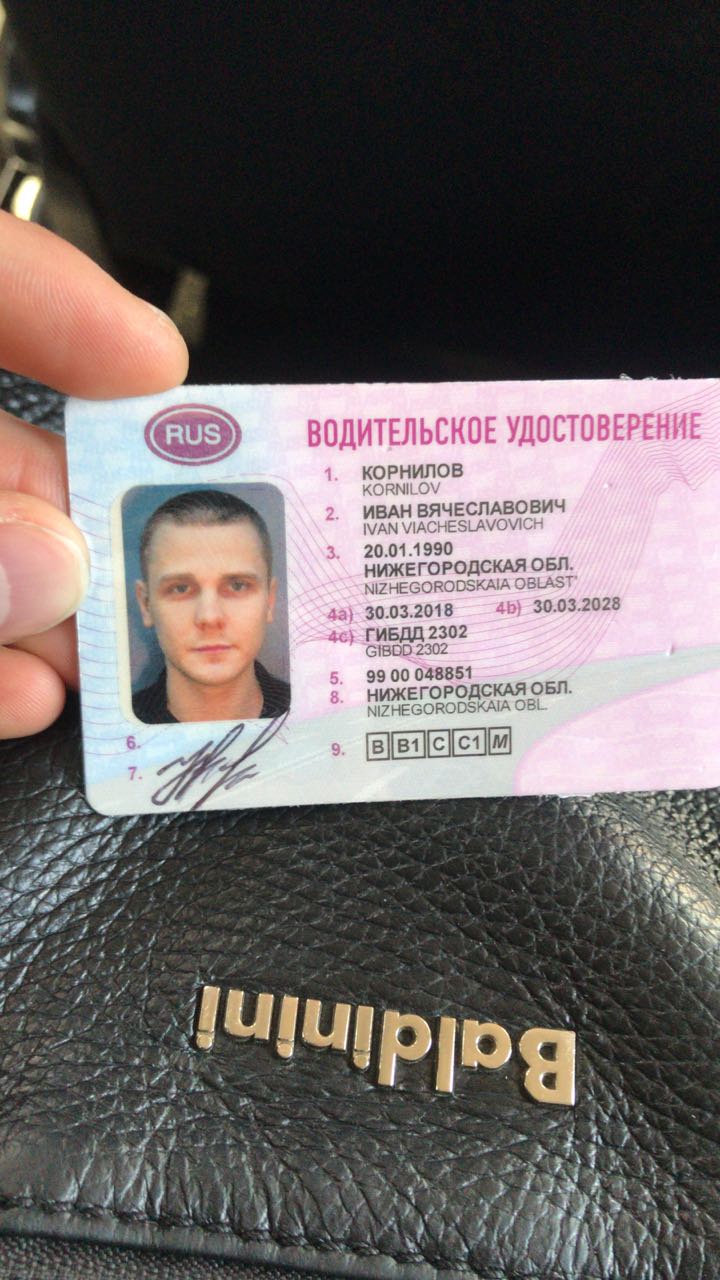 RUS
ВОДИТЕЛЬСКОЕ УДОСТОВЕРЕНИЕ
1. КОРНИЛОВ
KORNILOV
2. ИВАН ВЯЧЕСЛАВОВИЧ
IVAN VIACHESLAVOVICH
3. 20.01.1990
НИЖЕГОРОДСКАЯ ОБЛ.
NIZHEGORODSKAIA OBLAST'
4a) 30.03.2018 4b) 30.03.2028
4c) ГИБДД 2302
GIBDD 2302
5. 99 00 048851
8. НИЖЕГОРОДСКАЯ ОБЛ.
NIZHEGORODSKAIA OBL.
6.
7.
9. B B1 C C1 M
Baldinini